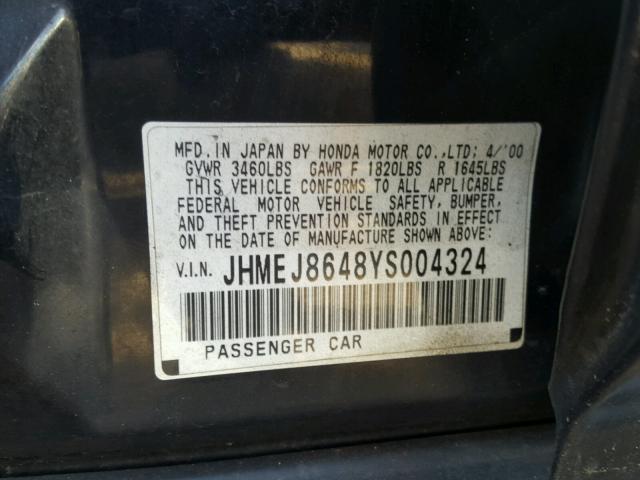 MFD. IN JAPAN BY HONDA MOTOR CO.,LTD; 4/'00
GVWR 3460LBS GAWR F 1820LBS R 1645LBS
THIS VEHICLE CONFORMS TO ALL APPLICABLE
FEDERAL MOTOR VEHICLE SAFETY, BUMPER,
AND THEFT PREVENTION STANDARDS IN EFFECT
ON THE DATE OF MANUFACTURE SHOWN ABOVE:
V.I.N. JHMEJ8648YS004324
PASSENGER CAR